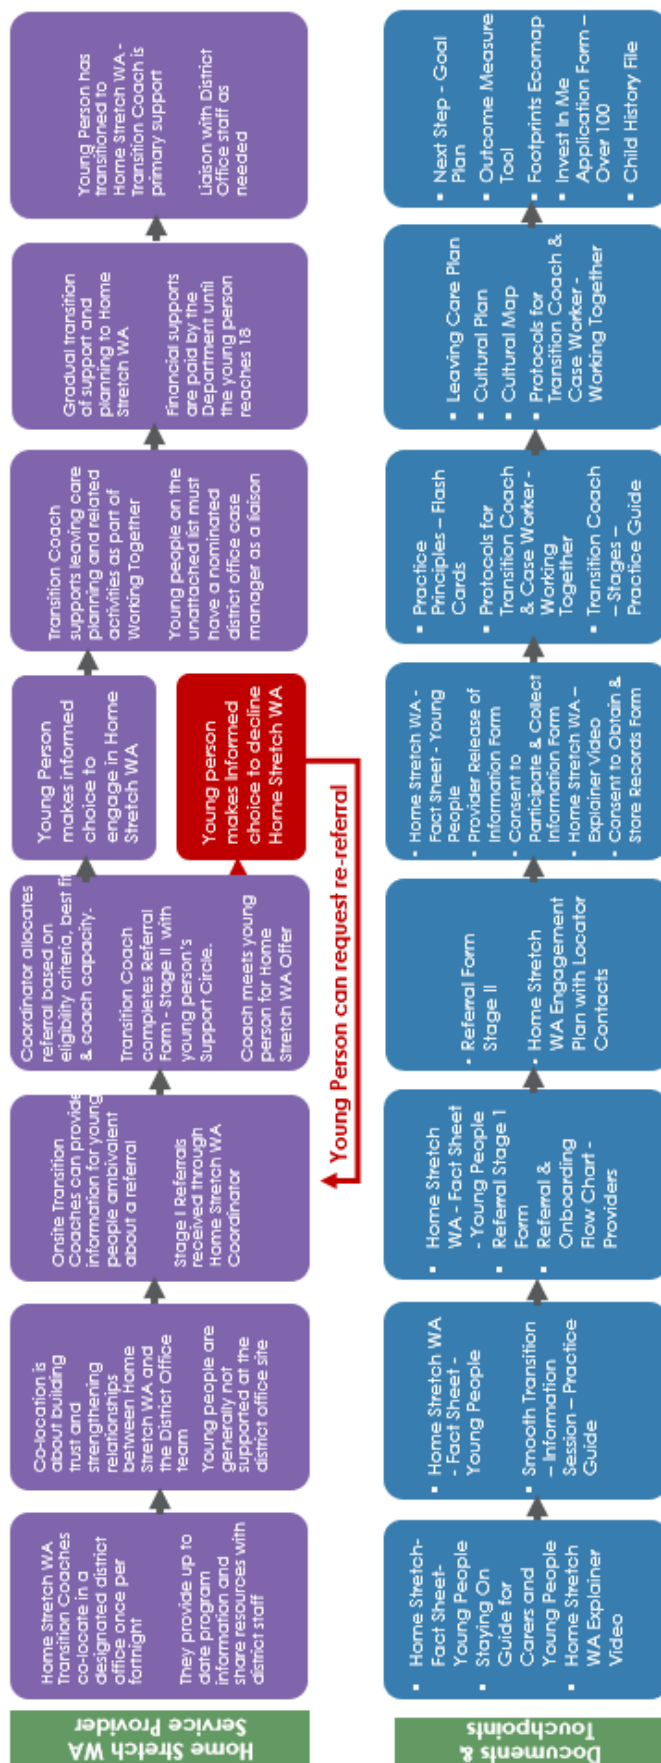 Home Stretch WA
Service Provider
Home Stretch WA
Transition Coaches
co-locate in a
designated district
office once per
fortnight
They provide up to
date program
information and
share resources with
district staff
Co-location is
about building
trust and
strengthening
relationships
between Home
Stretch WA and
the District Office
team
Young people are
generally not
supported at the
district office site
Onsite Transition
Coaches can provide
information for young
people ambivalent
about a referral
Stage I Referrals
received through
Home Stretch WA
Coordinator
Coordinator allocates
referral based on
eligibility criteria, best fit
& coach capacity.
Transition Coach
completes Referral
Form - Stage II with
young person's
Support Circle.
Coach meets young
person for Home
Stretch WA Offer
Young Person
makes informed
choice to
engage in Home
Stretch WA
Young person
makes Informed
choice to decline
Home Stretch WA
Young Person can request re-referral
Transition Coach
supports leaving care
planning and related
activities as part of
Working Together
Young people on the
unattached list must
have a nominated
district office case
manager as a liaison
Gradual transition
of support and
planning to Home
Stretch WA
Financial supports
are paid by the
Department until
the young person
reaches 18
Young Person has
transitioned to
Home Stretch WA -
Transition Coach is
primary support
Liaison with District
Office staff as
needed
Documents &
Touchpoints
▪ Home Stretch-
Fact Sheet-
Young People
▪ Staying On
Guide for
Carers and
Young People
▪ Home Stretch
WA Explainer
Video
▪ Home Stretch WA
- Fact Sheet -
Young People
▪ Smooth Transition
– Information
Session – Practice
Guide
▪ Home Stretch
WA - Fact Sheet
- Young People
▪ Referral Stage 1
Form
▪ Referral &
Onboarding
Flow Chart -
Providers
▪ Referral Form
Stage II
▪ Home Stretch
WA Engagement
Plan with Locator
Contacts
▪ Home Stretch WA -
Fact Sheet - Young
People
▪ Provider Release of
Information Form
▪ Consent to
Participate & Collect
Information Form
▪ Home Stretch WA –
Explainer Video
▪ Consent to Obtain &
Store Records Form
▪ Practice
Principles – Flash
Cards
▪ Protocols for
Transition Coach
& Case Worker -
Working
Together
▪ Transition Coach
– Stages –
Practice Guide
▪ Leaving Care Plan
▪ Cultural Plan
▪ Cultural Map
▪ Protocols for
Transition Coach &
Case Worker -
Working Together
▪ Next Step - Goal
Plan
▪ Outcome Measure
Tool
▪ Footprints Ecomap
▪ Invest In Me
Application Form –
Over 100
▪ Child History File